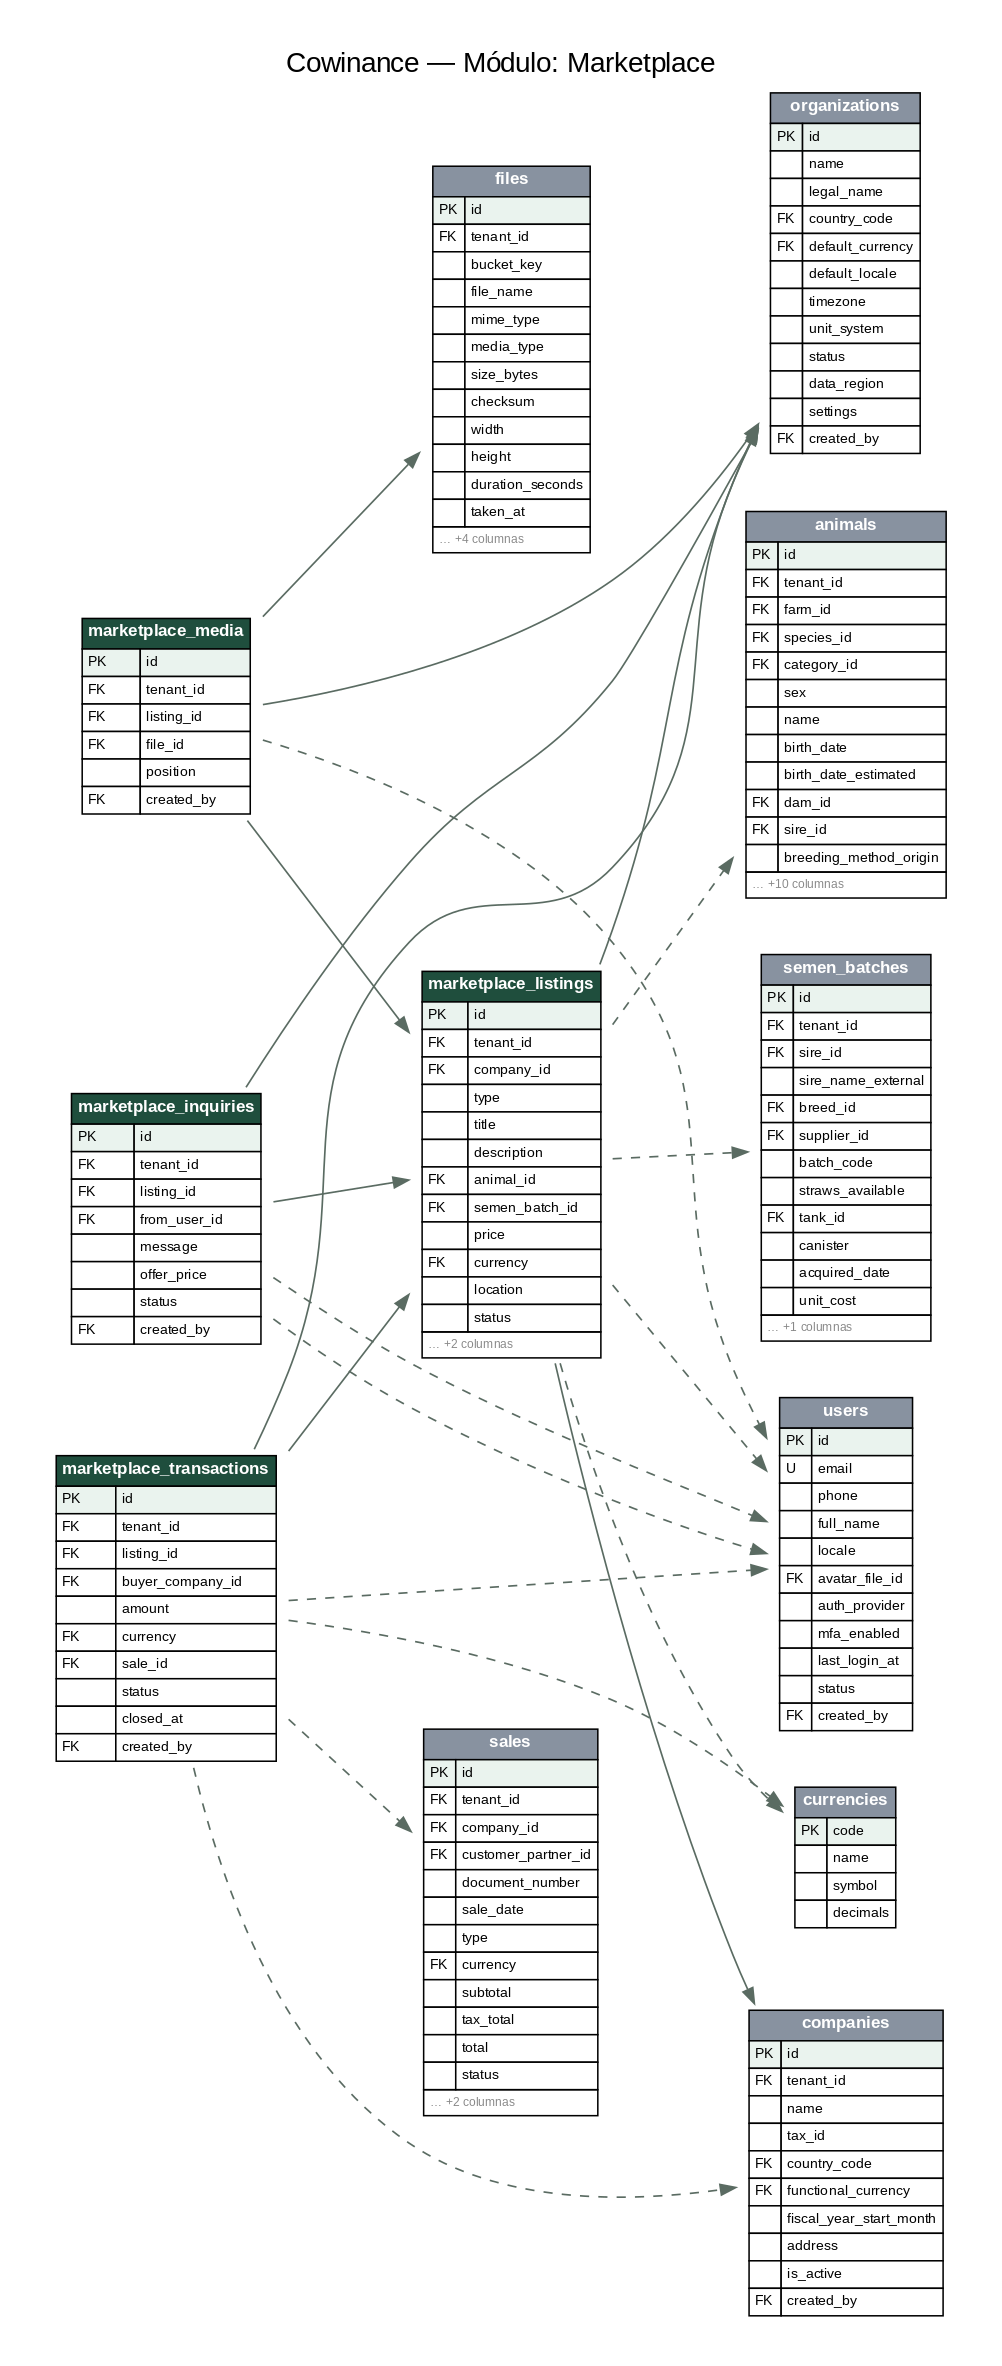 Cowinance — Módulo: Marketplace
organizations
PK id
name
legal_name
FK country_code
FK default_currency
default_locale
timezone
unit_system
status
data_region
settings
FK created_by
files
PK id
FK tenant_id
bucket_key
file_name
mime_type
media_type
size_bytes
checksum
width
height
duration_seconds
taken_at
... +4 columnas
animals
PK id
FK tenant_id
FK farm_id
FK species_id
FK category_id
sex
name
birth_date
birth_date_estimated
FK dam_id
FK sire_id
breeding_method_origin
... +10 columnas
marketplace_media
PK id
FK tenant_id
FK listing_id
FK file_id
position
FK created_by
marketplace_listings
PK id
FK tenant_id
FK company_id
type
title
description
FK animal_id
FK semen_batch_id
price
FK currency
location
status
... +2 columnas
semen_batches
PK id
FK tenant_id
FK sire_id
sire_name_external
FK breed_id
FK supplier_id
batch_code
straws_available
FK tank_id
canister
acquired_date
unit_cost
... +1 columnas
marketplace_inquiries
PK id
FK tenant_id
FK listing_id
FK from_user_id
message
offer_price
status
FK created_by
users
PK id
U email
phone
full_name
locale
FK avatar_file_id
auth_provider
mfa_enabled
last_login_at
status
FK created_by
marketplace_transactions
PK id
FK tenant_id
FK listing_id
FK buyer_company_id
amount
FK currency
FK sale_id
status
closed_at
FK created_by
sales
PK id
FK tenant_id
FK company_id
FK customer_partner_id
document_number
sale_date
type
FK currency
subtotal
tax_total
total
status
... +2 columnas
currencies
PK code
name
symbol
decimals
companies
PK id
FK tenant_id
name
tax_id
FK country_code
FK functional_currency
fiscal_year_start_month
address
is_active
FK created_by